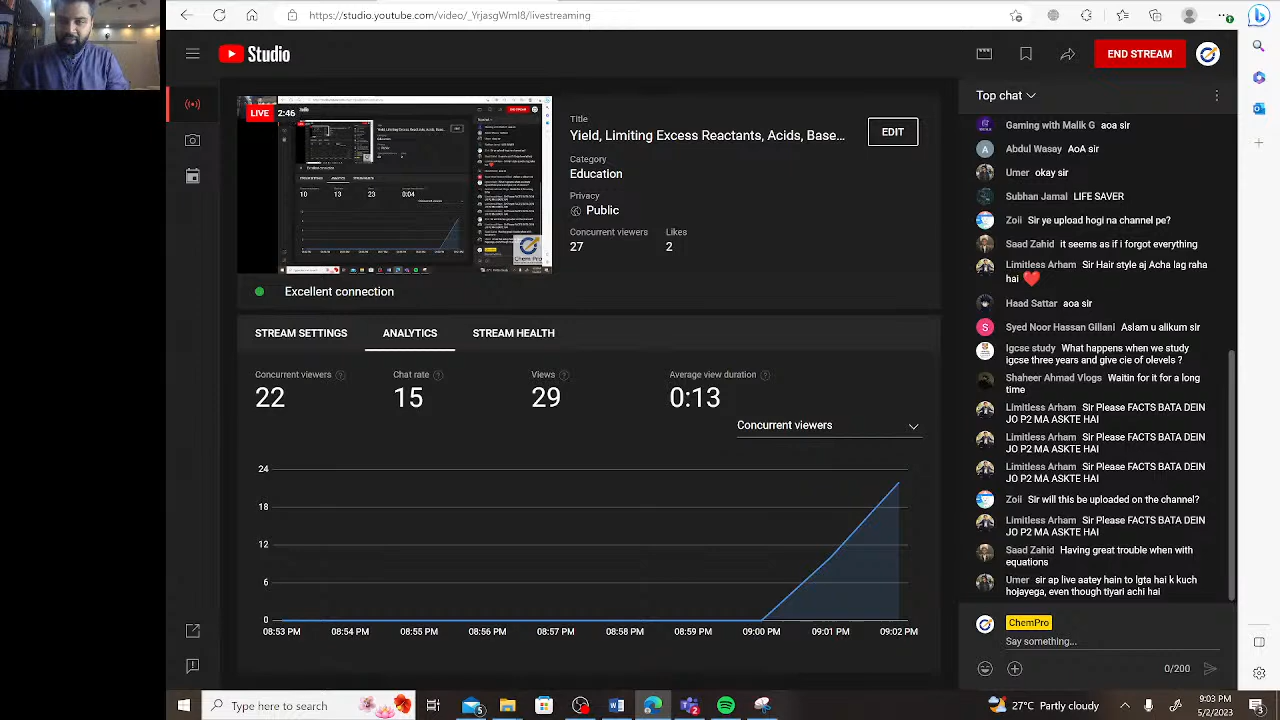 https://studio.youtube.com/video/_YrjasgWmI8/livestreaming
Studio
END STREAM
LIVE
2:46
Title
Yield, Limiting Excess Reactants, Acids, Base...
EDIT
Category
Education
Privacy
Public
Concurrent viewers
Likes
27
2
Excellent connection
STREAM SETTINGS
ANALYTICS
STREAM HEALTH
Concurrent viewers
Chat rate
Views
Average view duration
22
15
29
0:13
Concurrent viewers
24
18
12
6
0
08:53 PM
08:54 PM
08:55 PM
08:56 PM
08:57 PM
08:58 PM
08:59 PM
09:00 PM
09:01 PM
09:02 PM
Top chat
Gaming with Malik G aoa sir
Abdul Wasay AoA sir
Umer okay sir
Subhan Jamal LIFE SAVER
Zoii Sir ye upload hogi na channel pe?
Saad Zahid it seems as if i forgot every
Limitless Arham Sir Hair style aj Acha lag raha
hai ❤️
Haad Sattar aoa sir
Syed Noor Hassan Gillani Aslam u alikum sir
Igcse study What happens when we study
igcse three years and give cie of olevels ?
Shaheer Ahmad Vlogs Waitin for it for a long
time
Limitless Arham Sir Please FACTS BATA DEIN
JO P2 MA ASKTE HAI
Limitless Arham Sir Please FACTS BATA DEIN
JO P2 MA ASKTE HAI
Limitless Arham Sir Please FACTS BATA DEIN
JO P2 MA ASKTE HAI
Zoii Sir will this be uploaded on the channel?
Limitless Arham Sir Please FACTS BATA DEIN
JO P2 MA ASKTE HAI
Saad Zahid Having great trouble when with
equations
Umer sir ap live aatey hain to lgta hai k kuch
hojayega, even though tiyari achi hai
ChemPro
Say something...
0/200
Type here to search
27°C Partly cloudy
9:03 PM
5/2/2023